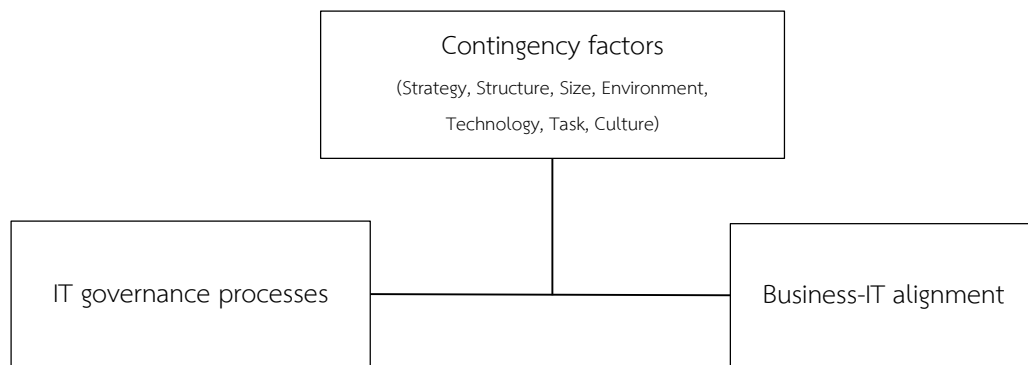 Contingency factors
(Strategy, Structure, Size, Environment,
Technology, Task, Culture)
IT governance processes
Business-IT alignment